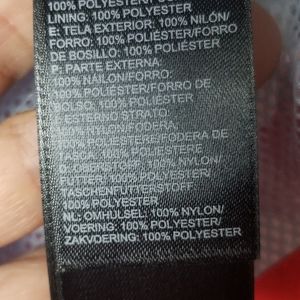 100% POLYESTER/
LINING: 100% POLYESTER
E: TELA EXTERIOR: 100% NILÓN/
FORRO: 100% POLIÉSTER/FORRO
DE BOSILLO: 100% POLIÉSTER
P: PARTE EXTERNA:
100% NÁILON/FORRO:
100% POLIÉSTER/FORRO DE
BOLSO: 100% POLIÉSTER
I: ESTERNO STRATO:
100% NYLON/FODERA
100% POLIESTERE/FODERA DE
TASCA: 100% POLIESTERE
100% NYLON/
100% POLYESTER/
TASCHENFUTTERSTOFF
100% POLYESTER
NL: OMHULSEL: 100% NYLON/
VOERING: 100% POLYESTER/
ZAKVOERING: 100% POLYESTER